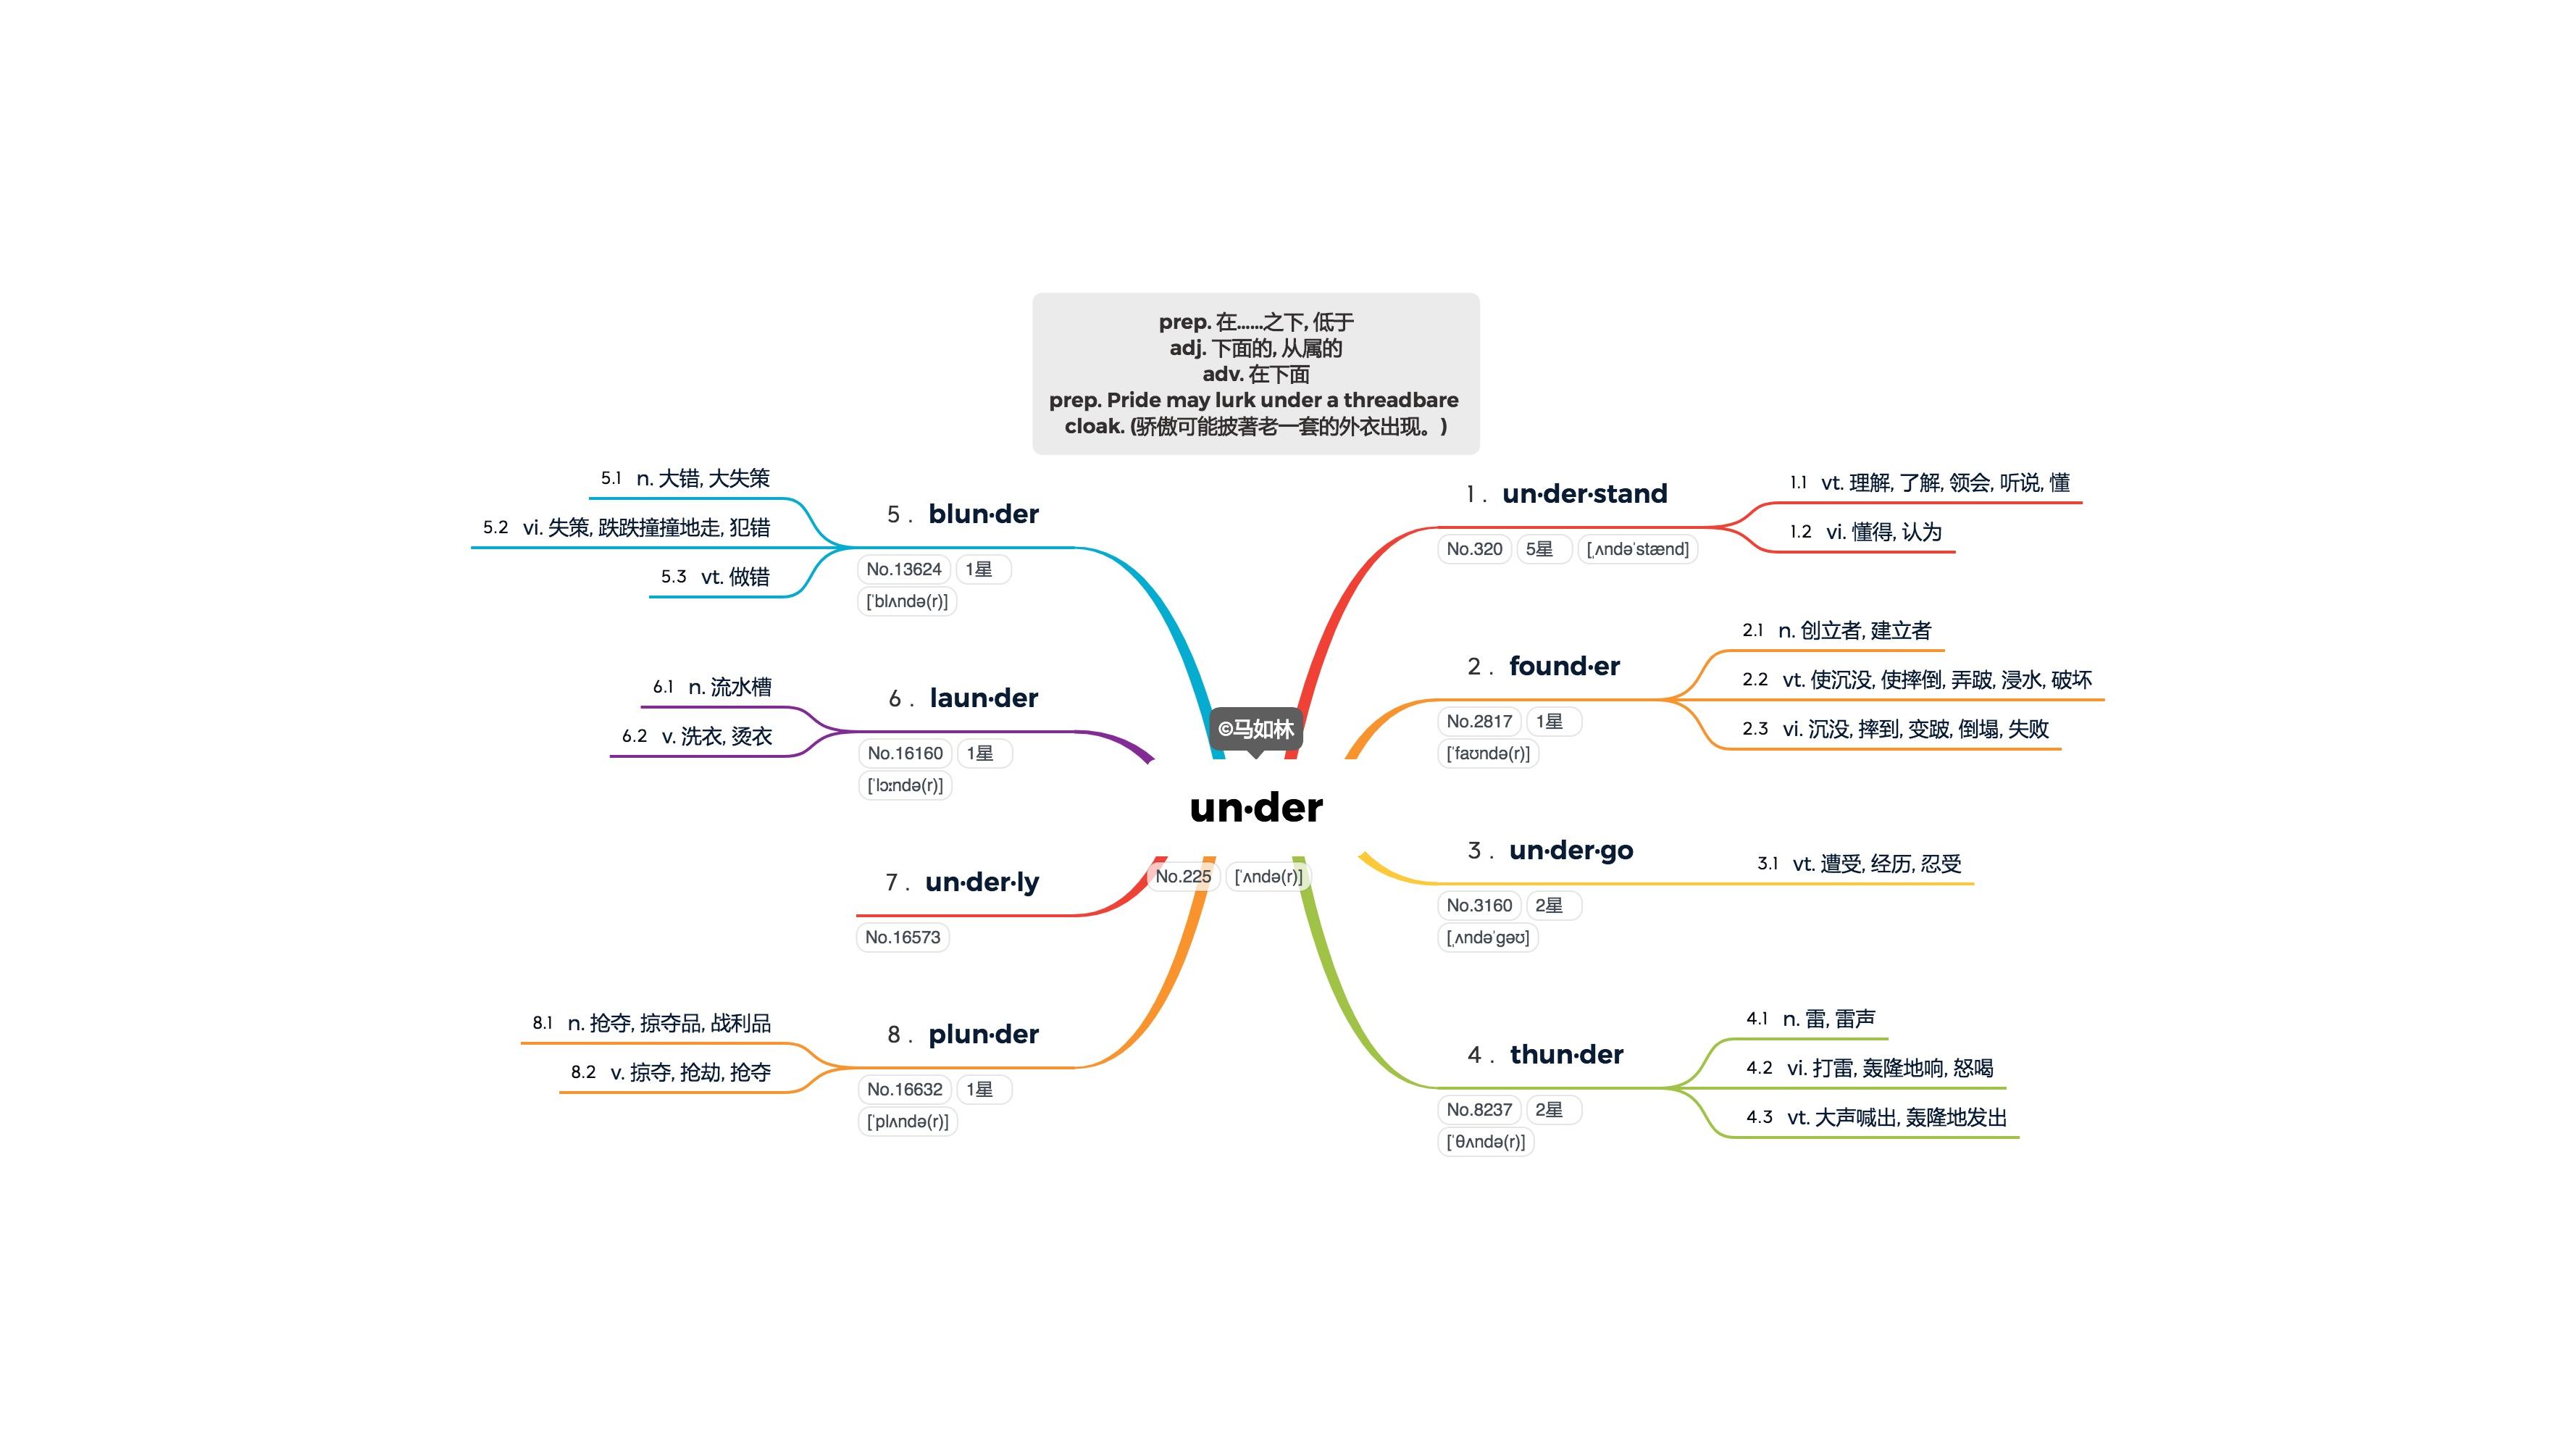 prep. 在……之下, 低于
adj. 下面的, 从属的
adv. 在下面
prep. Pride may lurk under a threadbare
cloak. (骄傲可能披著老一套的外衣出现。)
©马如林
un·der
No.225 [ˈʌndə(r)]
1. un·der·stand
No.320 5星 [ˌʌndəˈstænd]
1.1 vt. 理解, 了解, 领会, 听说, 懂
1.2 vi. 懂得, 认为
2. found·er
No.2817 1星
[ˈfaʊndə(r)]
2.1 n. 创立者, 建立者
2.2 vt. 使沉没, 使摔倒, 弄跛, 浸水, 破坏
2.3 vi. 沉没, 摔到, 变跛, 倒塌, 失败
3. un·der·go
No.3160 2星
[ˌʌndəˈgəʊ]
3.1 vt. 遭受, 经历, 忍受
4. thun·der
No.8237 2星
[ˈθʌndə(r)]
4.1 n. 雷, 雷声
4.2 vi. 打雷, 轰隆地响, 怒喝
4.3 vt. 大声喊出, 轰隆地发出
5. blun·der
No.13624 1星
[ˈblʌndə(r)]
5.1 n. 大错, 大失策
5.2 vi. 失策, 跌跌撞撞地走, 犯错
5.3 vt. 做错
6. laun·der
No.16160 1星
[ˈlɔːndə(r)]
6.1 n. 流水槽
6.2 v. 洗衣, 烫衣
7. un·der·ly
No.16573
8. plun·der
No.16632 1星
[ˈplʌndə(r)]
8.1 n. 抢夺, 掠夺品, 战利品
8.2 v. 掠夺, 抢劫, 抢夺